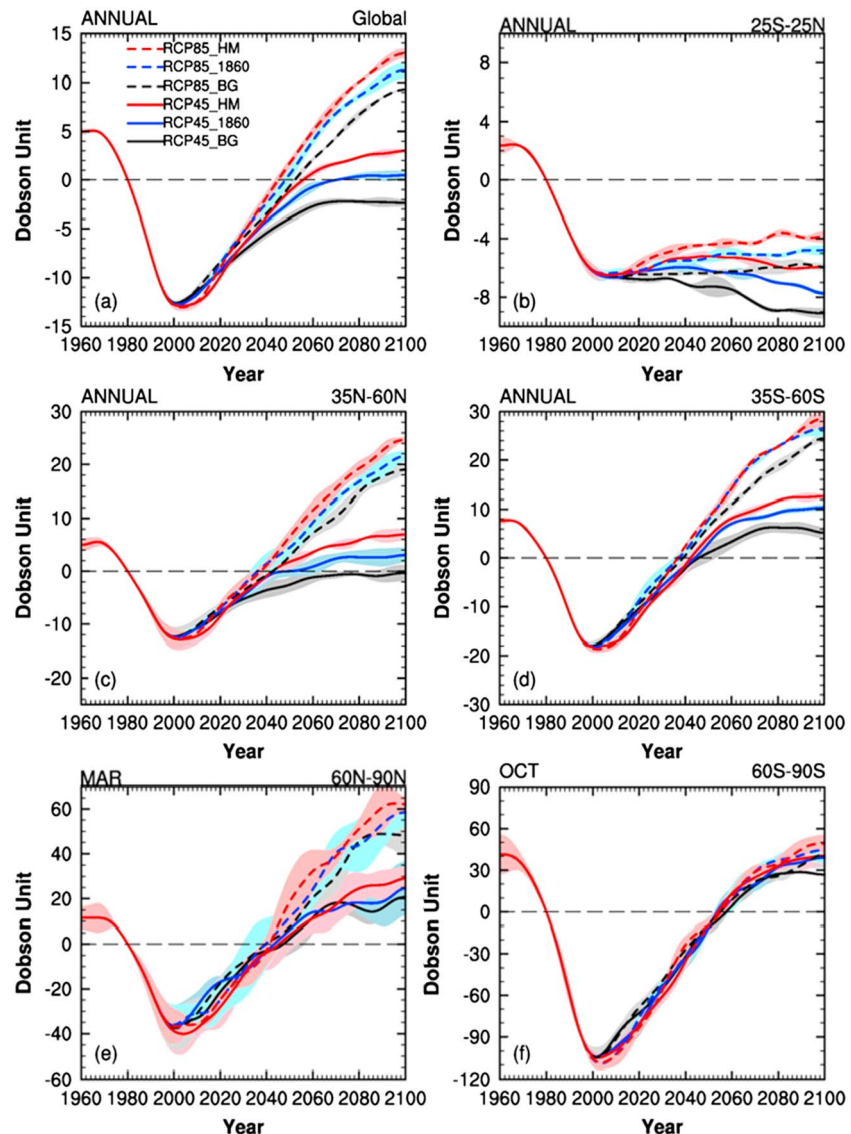 ANNUAL Global
15
10
5
0
-5
-10
-15
Dobson Unit
RCP85_HM
RCP85_1860
RCP85_BG
RCP45_HM
RCP45_1860
RCP45_BG
(a)
1960 1980 2000 2020 2040 2060 2080 2100
Year
ANNUAL 25S-25N
8
4
0
-4
-8
Dobson Unit
(b)
1960 1980 2000 2020 2040 2060 2080 2100
Year
ANNUAL 35N-60N
30
20
10
0
-10
-20
Dobson Unit
(c)
1960 1980 2000 2020 2040 2060 2080 2100
Year
ANNUAL 35S-60S
30
20
10
0
-10
-20
-30
Dobson Unit
(d)
1960 1980 2000 2020 2040 2060 2080 2100
Year
MAR 60N-90N
60
40
20
0
-20
-40
-60
Dobson Unit
(e)
1960 1980 2000 2020 2040 2060 2080 2100
Year
OCT 60S-90S
90
60
30
0
-30
-60
-90
-120
Dobson Unit
(f)
1960 1980 2000 2020 2040 2060 2080 2100
Year